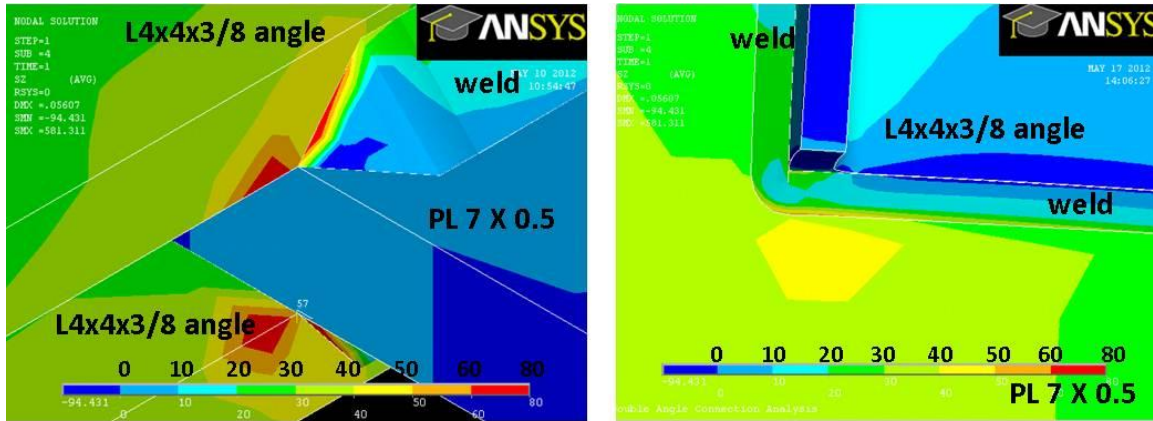 NODAL SOLUTION
STEP=1
SUB =4
TIME=1
SZ (AVG)
RSYS=0
DMX =.05607
SMN =-94.431
SMX =581.311
L4x4x3/8 angle
ANSYS
MAY 10 2012
10:54:47
weld
PL 7 X 0.5
57
L4x4x3/8 angle
0 10 20 30 40 50 60 80
-94.431 10 30 50 80
0 20 40 60
NODAL SOLUTION
STEP=1
SUB =4
TIME=1
SZ (AVG)
RSYS=0
DMX =.05607
SMN =-94.431
SMX =581.311
weld
ANSYS
MAY 17 2012
14:06:27
L4x4x3/8 angle
weld
0 10 20 30 40 50 60 80
-94.431 10 30 50 80
0 20 40 60
PL 7 X 0.5
ouble Angle Connection Analysis